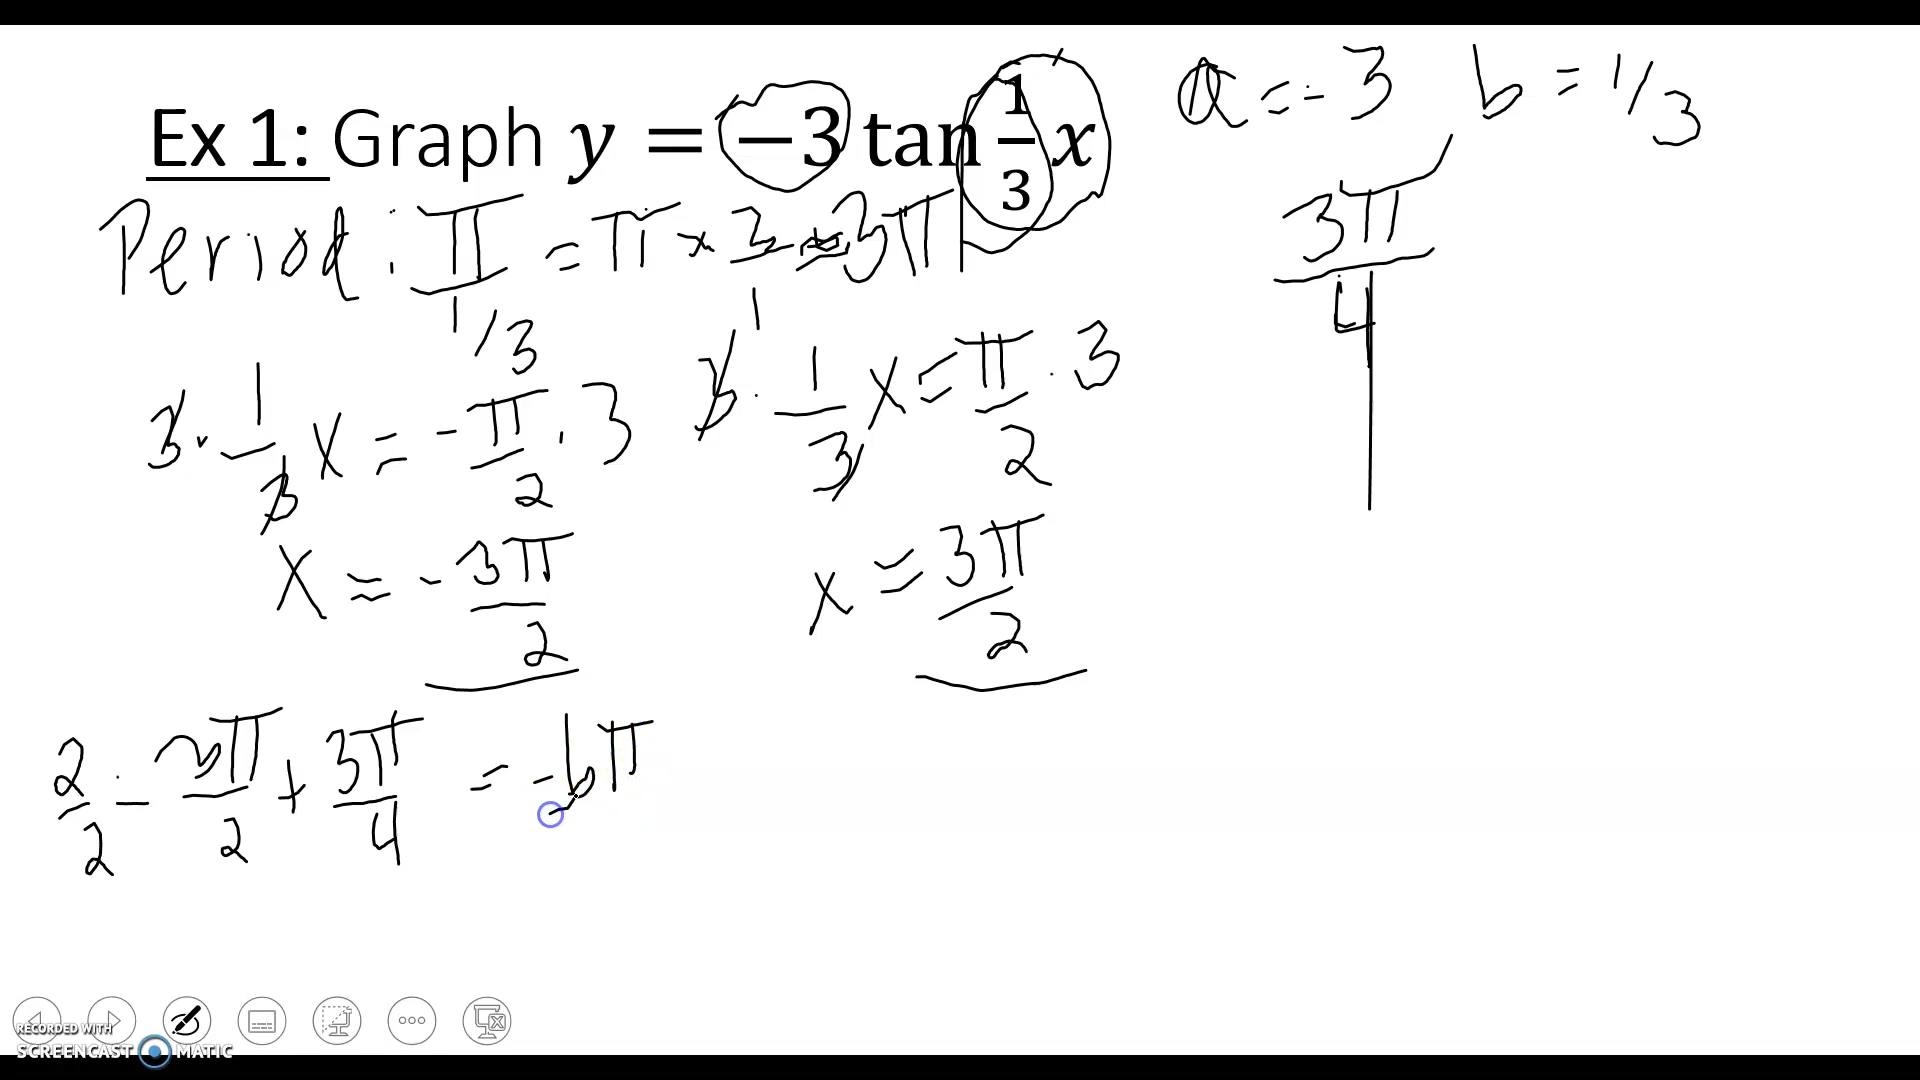 Ex 1: Graph y = −3 tan 1/3 x
a = -3 b = 1/3
Period: π/(1/3) = π × 3/1 = 3π
3π/4
3 · 1/3 x = -π/2 · 3
3 · 1/3 x = π/2 · 3
x = -3π/2
x = 3π/2
2/2 · -3π/2 + 3π/4 = -6π
RECORDED WITH
SCREENCAST MATIC